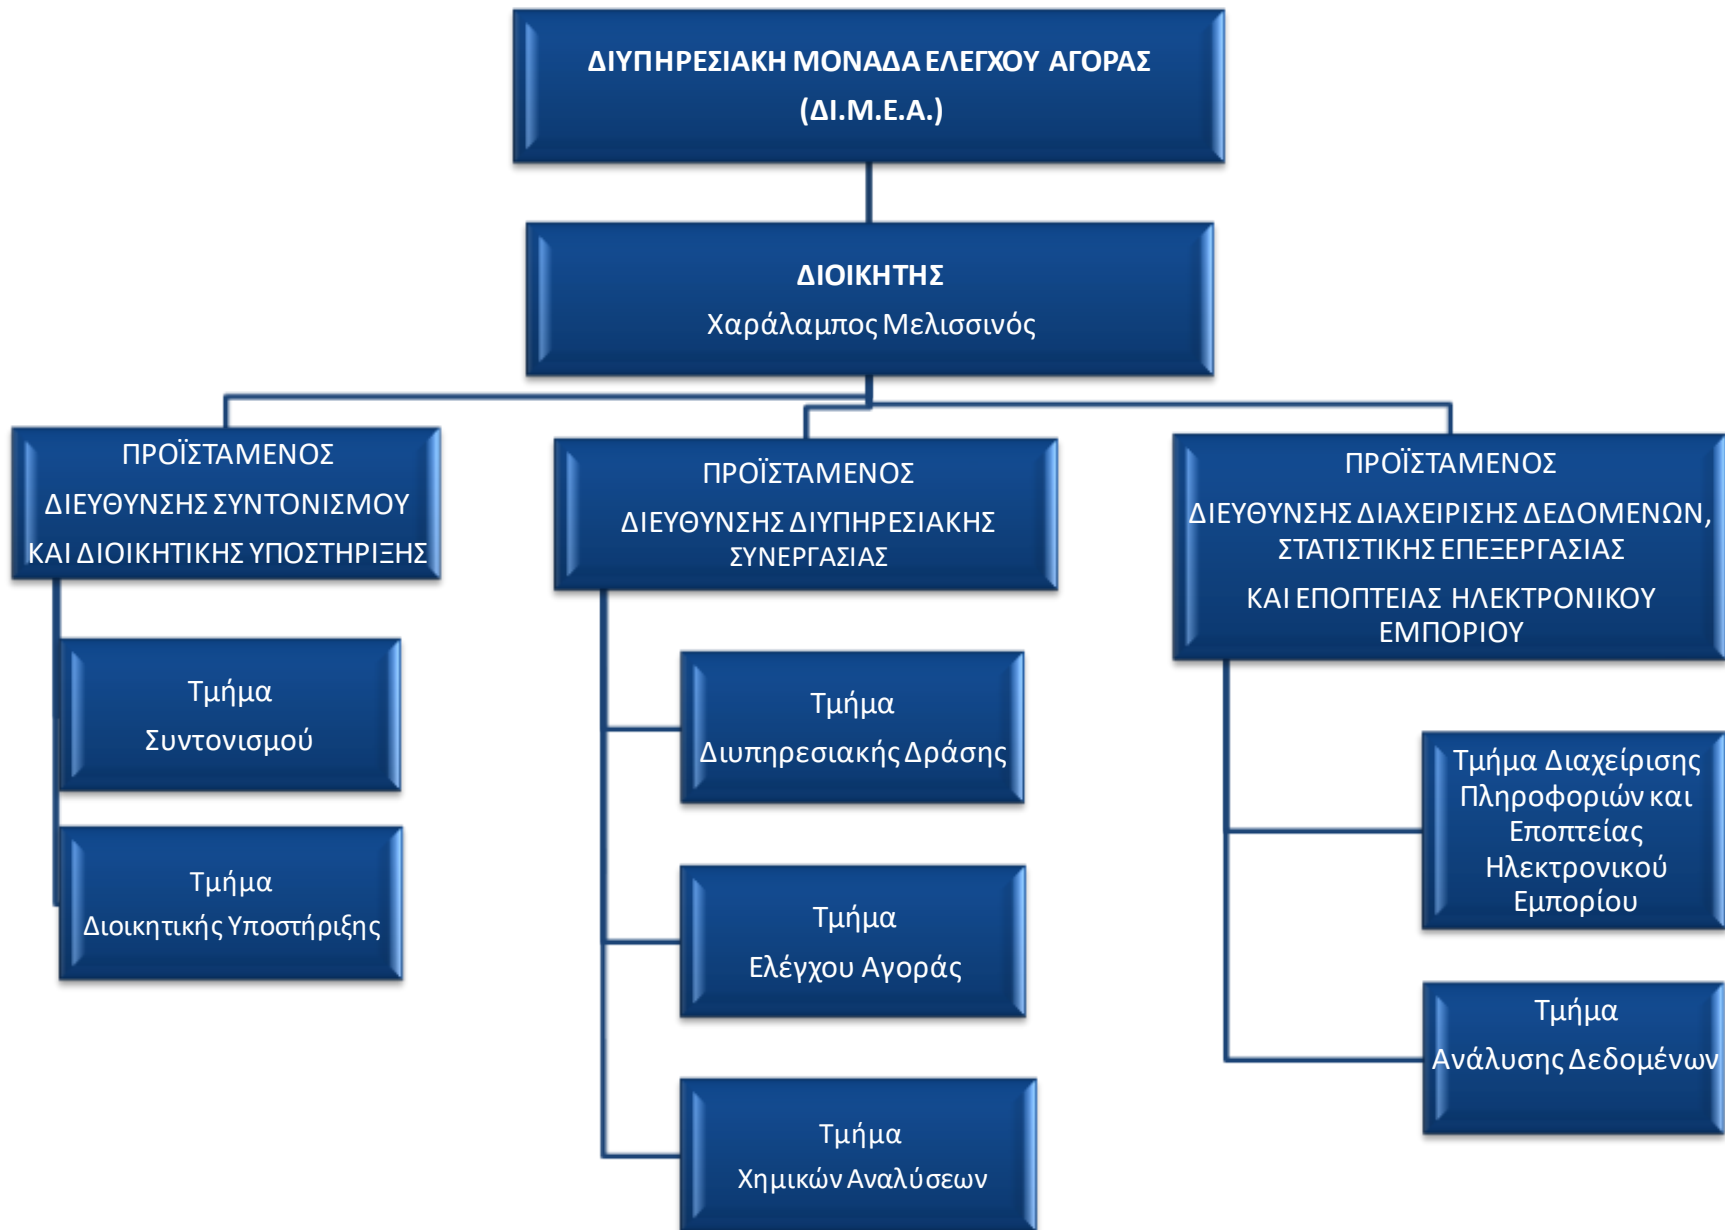 ΔΙΥΠΗΡΕΣΙΑΚΗ ΜΟΝΑΔΑ ΕΛΕΓΧΟΥ ΑΓΟΡΑΣ
(ΔΙ.Μ.Ε.Α.)
ΔΙΟΙΚΗΤΗΣ
Χαράλαμπος Μελισσινός
ΠΡΟΪΣΤΑΜΕΝΟΣ
ΔΙΕΥΘΥΝΣΗΣ ΣΥΝΤΟΝΙΣΜΟΥ
ΚΑΙ ΔΙΟΙΚΗΤΙΚΗΣ ΥΠΟΣΤΗΡΙΞΗΣ
Τμήμα
Συντονισμού
Τμήμα
Διοικητικής Υποστήριξης
ΠΡΟΪΣΤΑΜΕΝΟΣ
ΔΙΕΥΘΥΝΣΗΣ ΔΙΥΠΗΡΕΣΙΑΚΗΣ
ΣΥΝΕΡΓΑΣΙΑΣ
Τμήμα
Διυπηρεσιακής Δράσης
Τμήμα
Ελέγχου Αγοράς
Τμήμα
Χημικών Αναλύσεων
ΠΡΟΪΣΤΑΜΕΝΟΣ
ΔΙΕΥΘΥΝΣΗΣ ΔΙΑΧΕΙΡΙΣΗΣ ΔΕΔΟΜΕΝΩΝ,
ΣΤΑΤΙΣΤΙΚΗΣ ΕΠΕΞΕΡΓΑΣΙΑΣ
ΚΑΙ ΕΠΟΠΤΕΙΑΣ ΗΛΕΚΤΡΟΝΙΚΟΥ
ΕΜΠΟΡΙΟΥ
Τμήμα Διαχείρισης
Πληροφοριών και
Εποπτείας
Ηλεκτρονικού
Εμπορίου
Τμήμα
Ανάλυσης Δεδομένων